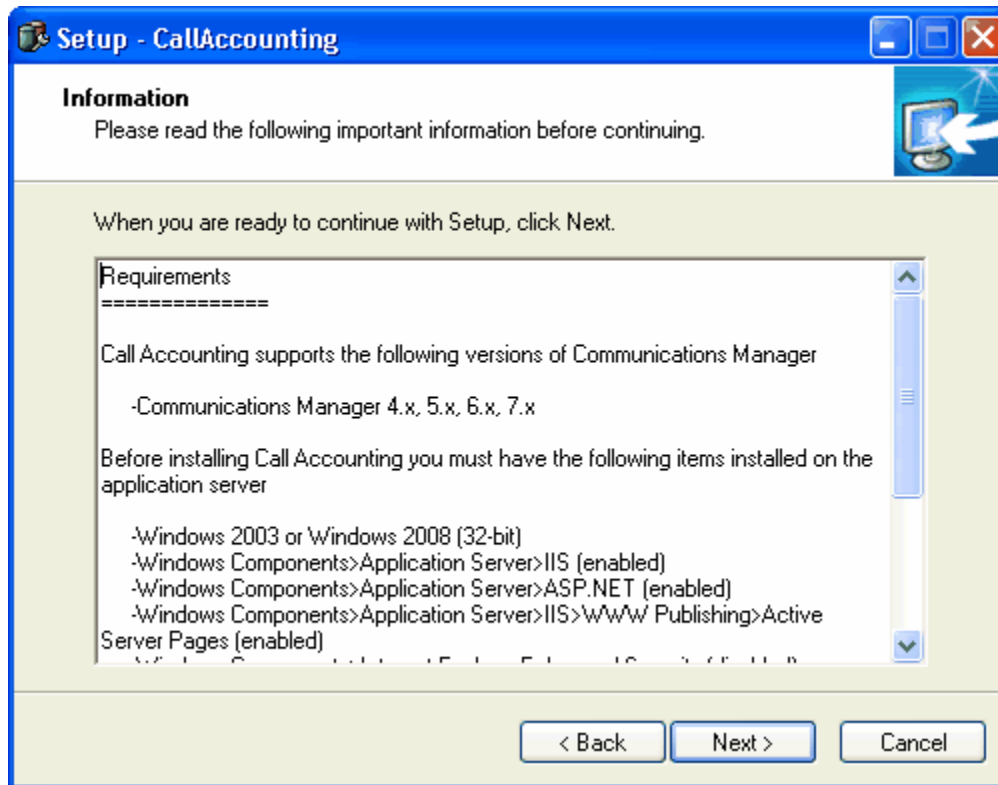 Setup - CallAccounting
Information
Please read the following important information before continuing.
When you are ready to continue with Setup, click Next.
Requirements
==============
Call Accounting supports the following versions of Communications Manager
-Communications Manager 4.x, 5.x, 6.x, 7.x
Before installing Call Accounting you must have the following items installed on the
application server
-Windows 2003 or Windows 2008 (32-bit)
-Windows Components>Application Server>IIS (enabled)
-Windows Components>Application Server>ASP.NET (enabled)
-Windows Components>Application Server>IIS>WWW Publishing>Active
Server Pages (enabled)
< Back
Next >
Cancel